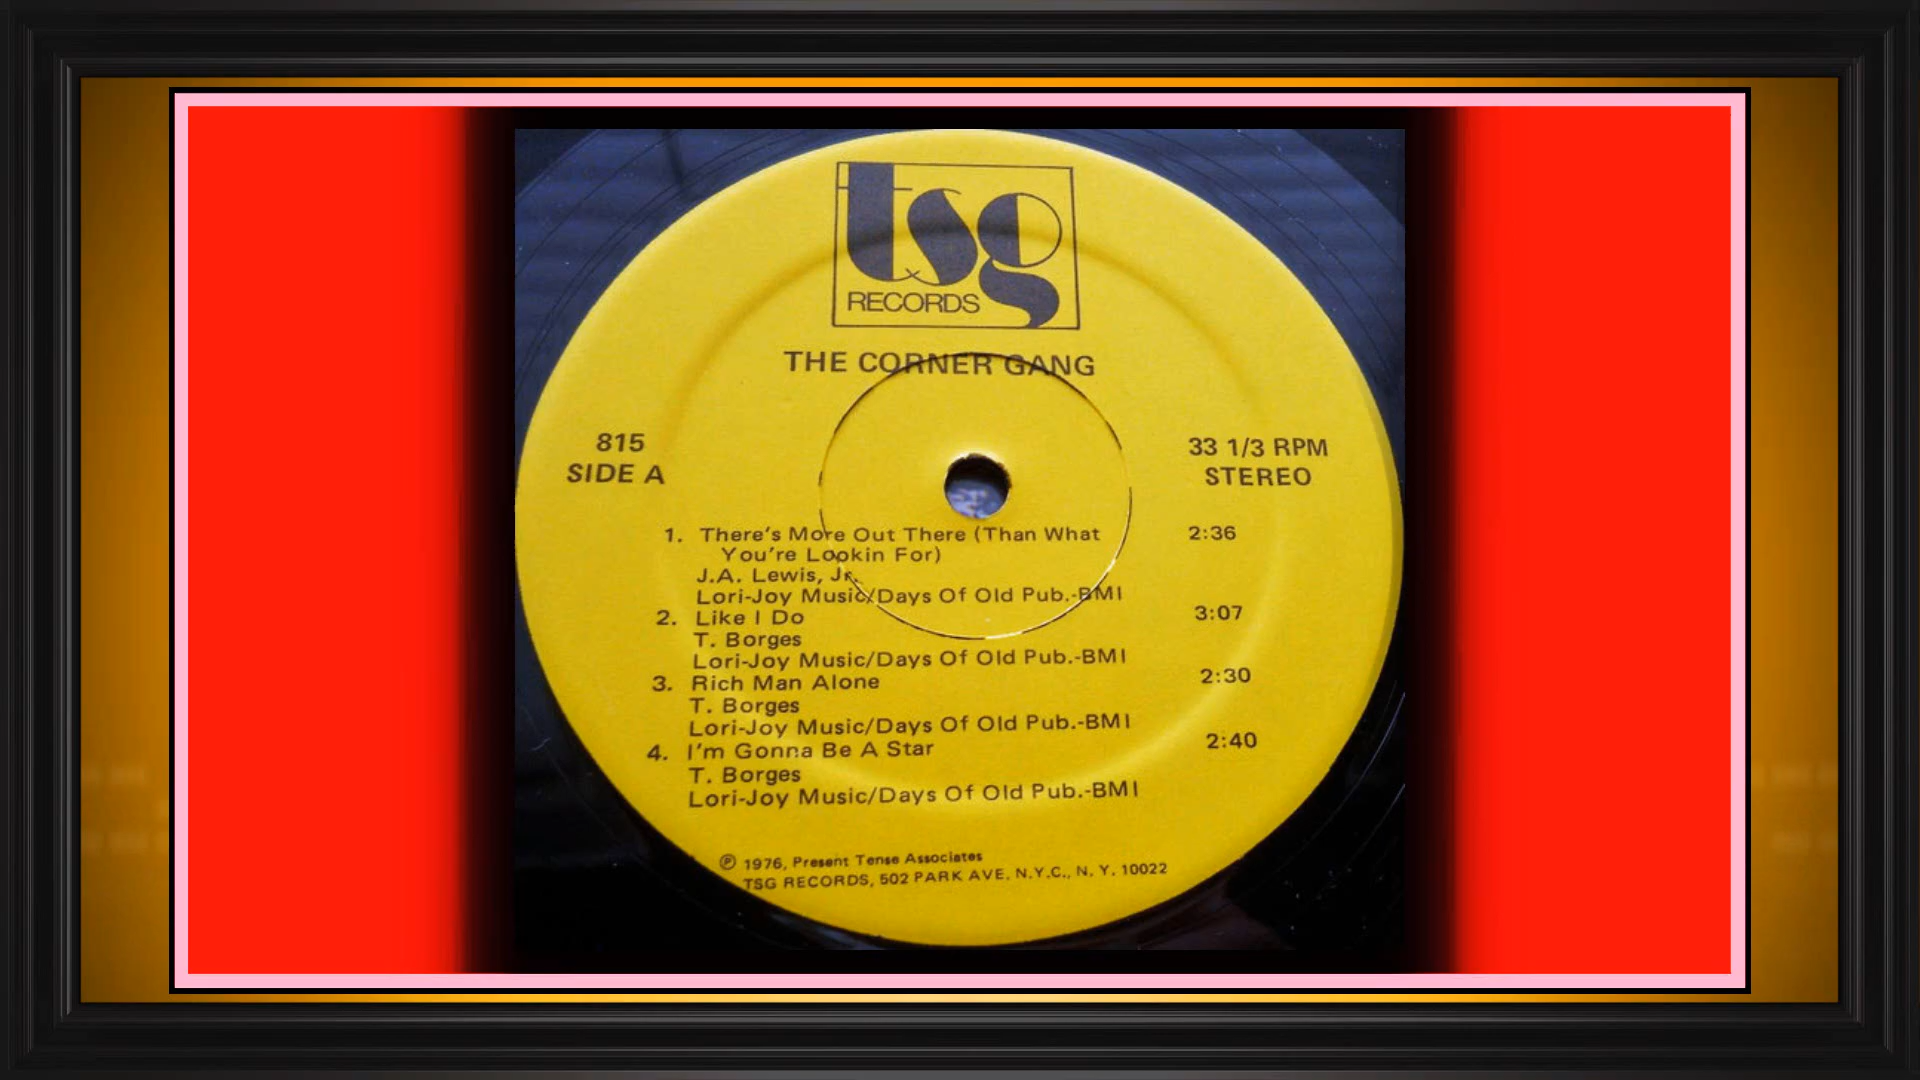 tsg
RECORDS
THE CORNER GANG
815
SIDE A
33 1/3 RPM
STEREO
1. There's More Out There (Than What 2:36
You're Lookin For)
J.A. Lewis, Jr.
Lori-Joy Music/Days Of Old Pub.-BMI
2. Like I Do 3:07
T. Borges
Lori-Joy Music/Days Of Old Pub.-BMI
3. Rich Man Alone 2:30
T. Borges
Lori-Joy Music/Days Of Old Pub.-BMI
4. I'm Gonna Be A Star 2:40
T. Borges
Lori-Joy Music/Days Of Old Pub.-BMI
℗ 1976, Present Tense Associates
TSG RECORDS, 502 PARK AVE, N.Y.C., N. Y. 10022